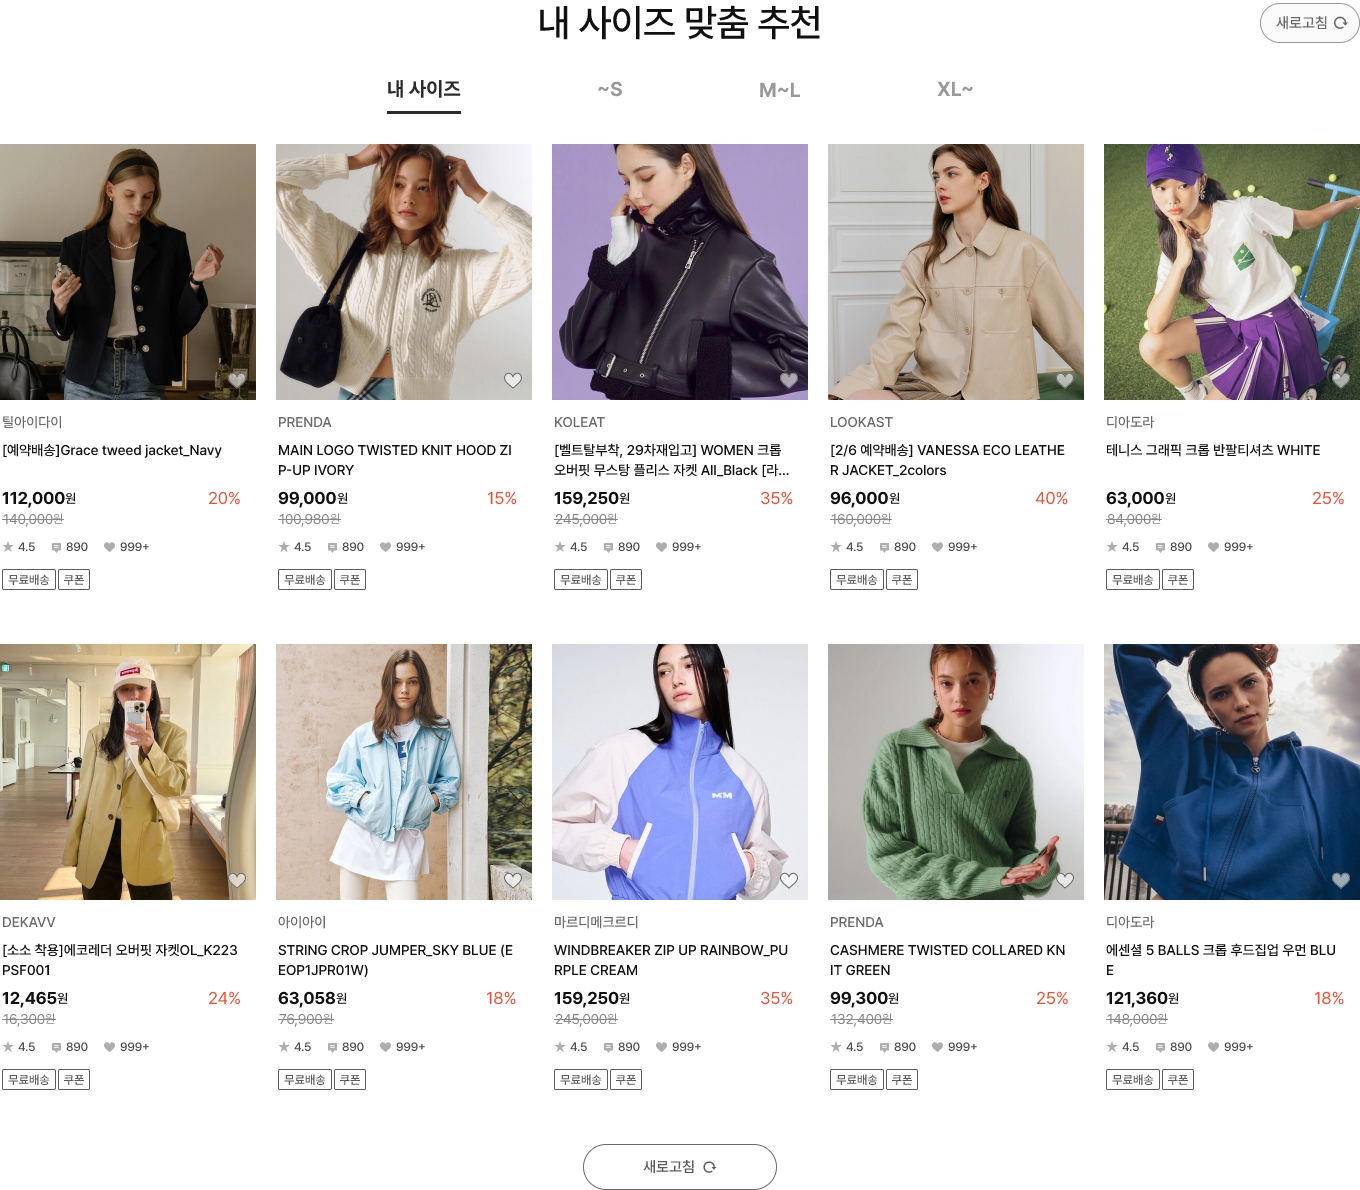 내 사이즈 맞춤 추천
새로고침
내 사이즈
~S
M~L
XL~
틸아이다이
[예약배송]Grace tweed jacket_Navy
112,000원
20%
140,000원
4.5
890
999+
무료배송
쿠폰
PRENDA
MAIN LOGO TWISTED KNIT HOOD ZI
P-UP IVORY
99,000원
15%
100,980원
4.5
890
999+
무료배송
쿠폰
KOLEAT
[벨트탈부착, 29차재입고] WOMEN 크롭
오버핏 무스탕 플리스 자켓 All_Black [라...
159,250원
35%
245,000원
4.5
890
999+
무료배송
쿠폰
LOOKAST
[2/6 예약배송] VANESSA ECO LEATHE
R JACKET_2colors
96,000원
40%
160,000원
4.5
890
999+
무료배송
쿠폰
디아도라
테니스 그래픽 크롭 반팔티셔츠 WHITE
63,000원
25%
84,000원
4.5
890
999+
무료배송
쿠폰
DEKAVV
[소소 착용]에코레더 오버핏 자켓OL_K223
PSF001
12,465원
24%
16,300원
4.5
890
999+
무료배송
쿠폰
아이아이
STRING CROP JUMPER_SKY BLUE (E
EOP1JPR01W)
63,058원
18%
76,900원
4.5
890
999+
무료배송
쿠폰
마르디메크르디
WINDBREAKER ZIP UP RAINBOW_PU
RPLE CREAM
159,250원
35%
245,000원
4.5
890
999+
무료배송
쿠폰
PRENDA
CASHMERE TWISTED COLLARED KN
IT GREEN
99,300원
25%
132,400원
4.5
890
999+
무료배송
쿠폰
디아도라
에센셜 5 BALLS 크롭 후드집업 우먼 BLU
E
121,360원
18%
148,000원
4.5
890
999+
무료배송
쿠폰
새로고침